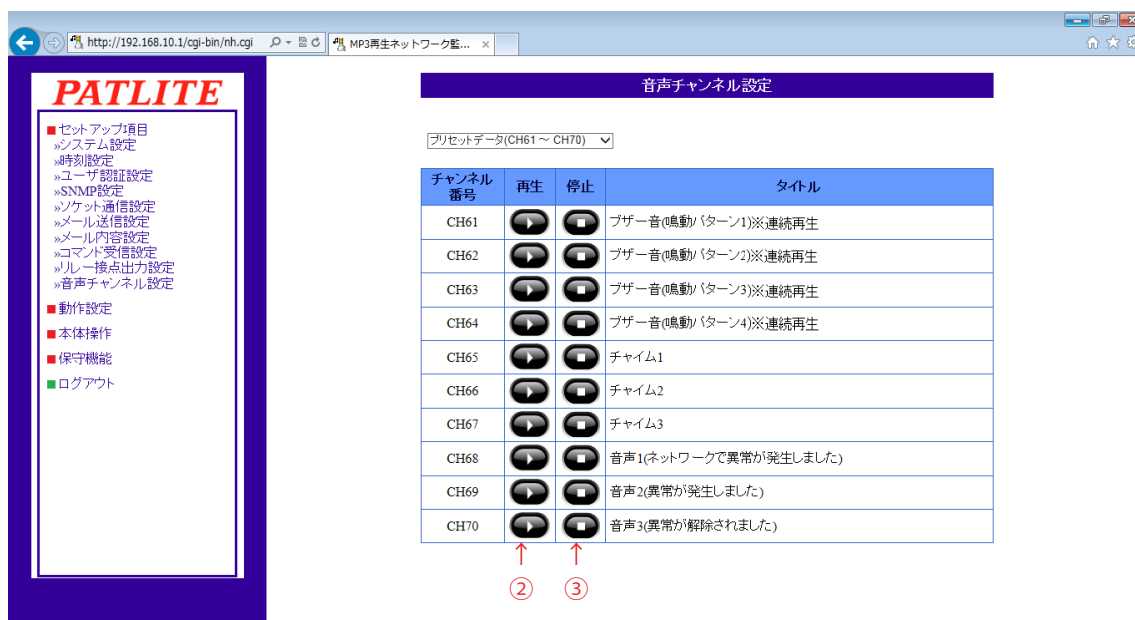 http://192.168.10.1/cgi-bin/nh.cgi
MP3再生ネットワーク監...
PATLITE
セットアップ項目
»システム設定
»時刻設定
»ユーザ認証設定
»SNMP設定
»ソケット通信設定
»メール送信設定
»メール内容設定
»コマンド受信設定
»リレー接点出力設定
»音声チャンネル設定
動作設定
本体操作
保守機能
ログアウト
音声チャンネル設定
プリセットデータ(CH61～CH70)
チャンネル番号 再生 停止 タイトル
CH61 ブザー音(鳴動パターン1)※連続再生
CH62 ブザー音(鳴動パターン2)※連続再生
CH63 ブザー音(鳴動パターン3)※連続再生
CH64 ブザー音(鳴動パターン4)※連続再生
CH65 チャイム1
CH66 チャイム2
CH67 チャイム3
CH68 音声1(ネットワークで異常が発生しました)
CH69 音声2(異常が発生しました)
CH70 音声3(異常が解除されました)
② ③